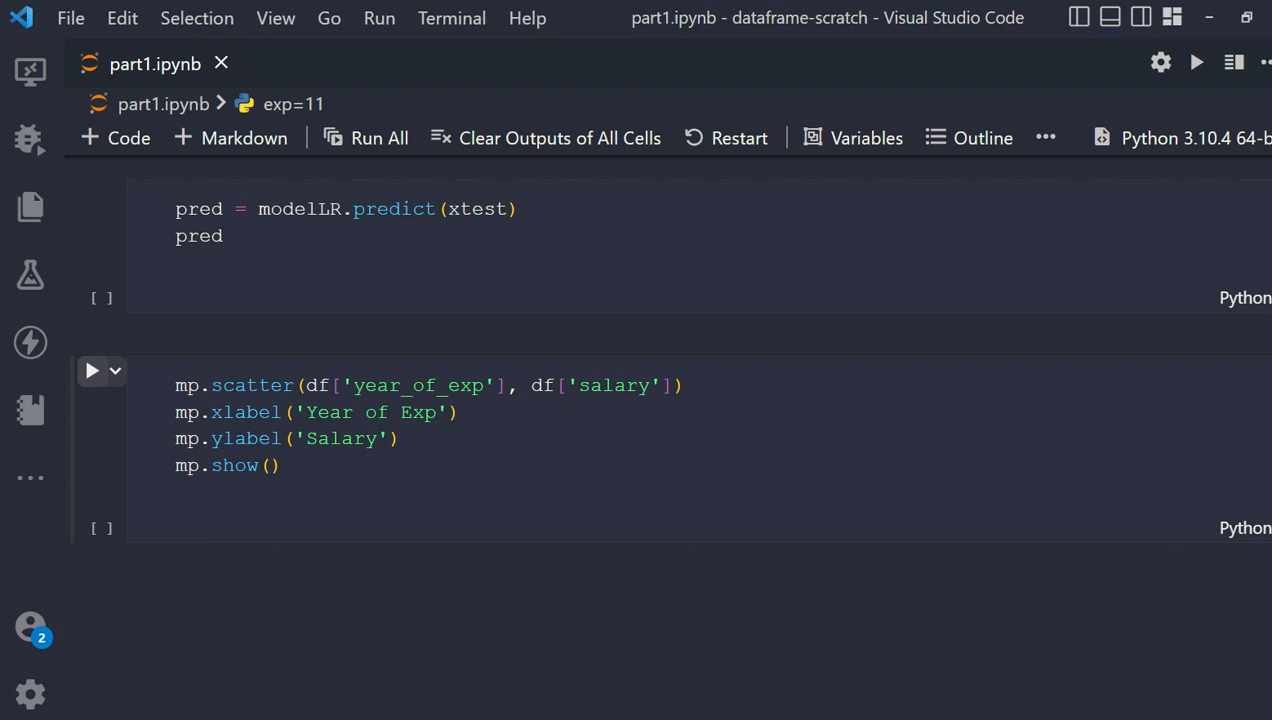 File Edit Selection View Go Run Terminal Help part1.ipynb - dataframe-scratch - Visual Studio Code
part1.ipynb
part1.ipynb > exp=11
+ Code + Markdown Run All Clear Outputs of All Cells Restart Variables Outline ... Python 3.10.4 64-b
pred = modelLR.predict(xtest)
pred
[ ] Python
mp.scatter(df['year_of_exp'], df['salary'])
mp.xlabel('Year of Exp')
mp.ylabel('Salary')
mp.show()
[ ] Python
2